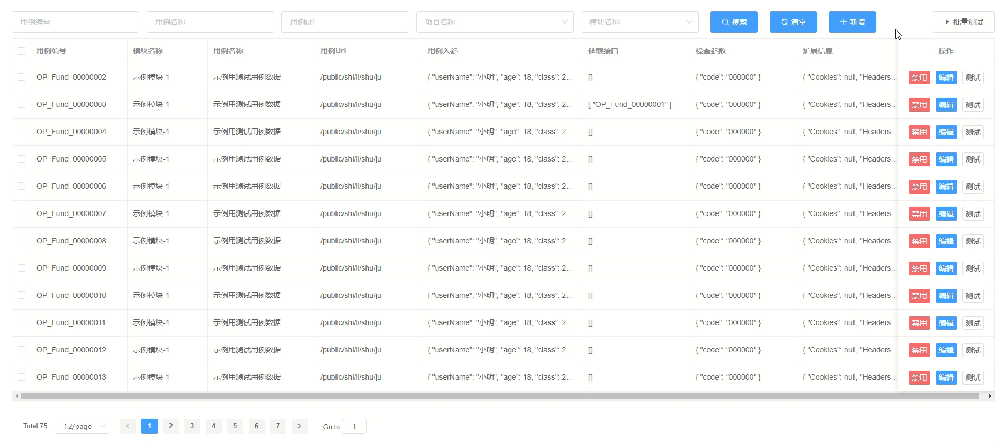 用例编号 用例名称 用例url 项目名称 模块名称 搜索 清空 新增 批量测试
用例编号 模块名称 用例名称 用例Url 用例入参 依赖接口 检查参数 扩展信息 操作
OP_Fund_00000002 示例模块-1 示例用测试用例数据 /public/shi/li/shu/ju { "userName": "小明", "age": 18, "class": 2... [] { "code": "000000" } { "Cookies": null, "Headers... 禁用 编辑 测试
OP_Fund_00000003 示例模块-1 示例用测试用例数据 /public/shi/li/shu/ju { "userName": "小明", "age": 18, "class": 2... [ "OP_Fund_00000001" ] { "code": "000000" } { "Cookies": null, "Headers... 禁用 编辑 测试
OP_Fund_00000004 示例模块-1 示例用测试用例数据 /public/shi/li/shu/ju { "userName": "小明", "age": 18, "class": 2... [] { "code": "000000" } { "Cookies": null, "Headers... 禁用 编辑 测试
OP_Fund_00000005 示例模块-1 示例用测试用例数据 /public/shi/li/shu/ju { "userName": "小明", "age": 18, "class": 2... [] { "code": "000000" } { "Cookies": null, "Headers... 禁用 编辑 测试
OP_Fund_00000006 示例模块-1 示例用测试用例数据 /public/shi/li/shu/ju { "userName": "小明", "age": 18, "class": 2... [] { "code": "000000" } { "Cookies": null, "Headers... 禁用 编辑 测试
OP_Fund_00000007 示例模块-1 示例用测试用例数据 /public/shi/li/shu/ju { "userName": "小明", "age": 18, "class": 2... [] { "code": "000000" } { "Cookies": null, "Headers... 禁用 编辑 测试
OP_Fund_00000008 示例模块-1 示例用测试用例数据 /public/shi/li/shu/ju { "userName": "小明", "age": 18, "class": 2... [] { "code": "000000" } { "Cookies": null, "Headers... 禁用 编辑 测试
OP_Fund_00000009 示例模块-1 示例用测试用例数据 /public/shi/li/shu/ju { "userName": "小明", "age": 18, "class": 2... [] { "code": "000000" } { "Cookies": null, "Headers... 禁用 编辑 测试
OP_Fund_00000010 示例模块-1 示例用测试用例数据 /public/shi/li/shu/ju { "userName": "小明", "age": 18, "class": 2... [] { "code": "000000" } { "Cookies": null, "Headers... 禁用 编辑 测试
OP_Fund_00000011 示例模块-1 示例用测试用例数据 /public/shi/li/shu/ju { "userName": "小明", "age": 18, "class": 2... [] { "code": "000000" } { "Cookies": null, "Headers... 禁用 编辑 测试
OP_Fund_00000012 示例模块-1 示例用测试用例数据 /public/shi/li/shu/ju { "userName": "小明", "age": 18, "class": 2... [] { "code": "000000" } { "Cookies": null, "Headers... 禁用 编辑 测试
OP_Fund_00000013 示例模块-1 示例用测试用例数据 /public/shi/li/shu/ju { "userName": "小明", "age": 18, "class": 2... [] { "code": "000000" } { "Cookies": null, "Headers... 禁用 编辑 测试
Total 75 12/page 1 2 3 4 5 6 7 Go to 1